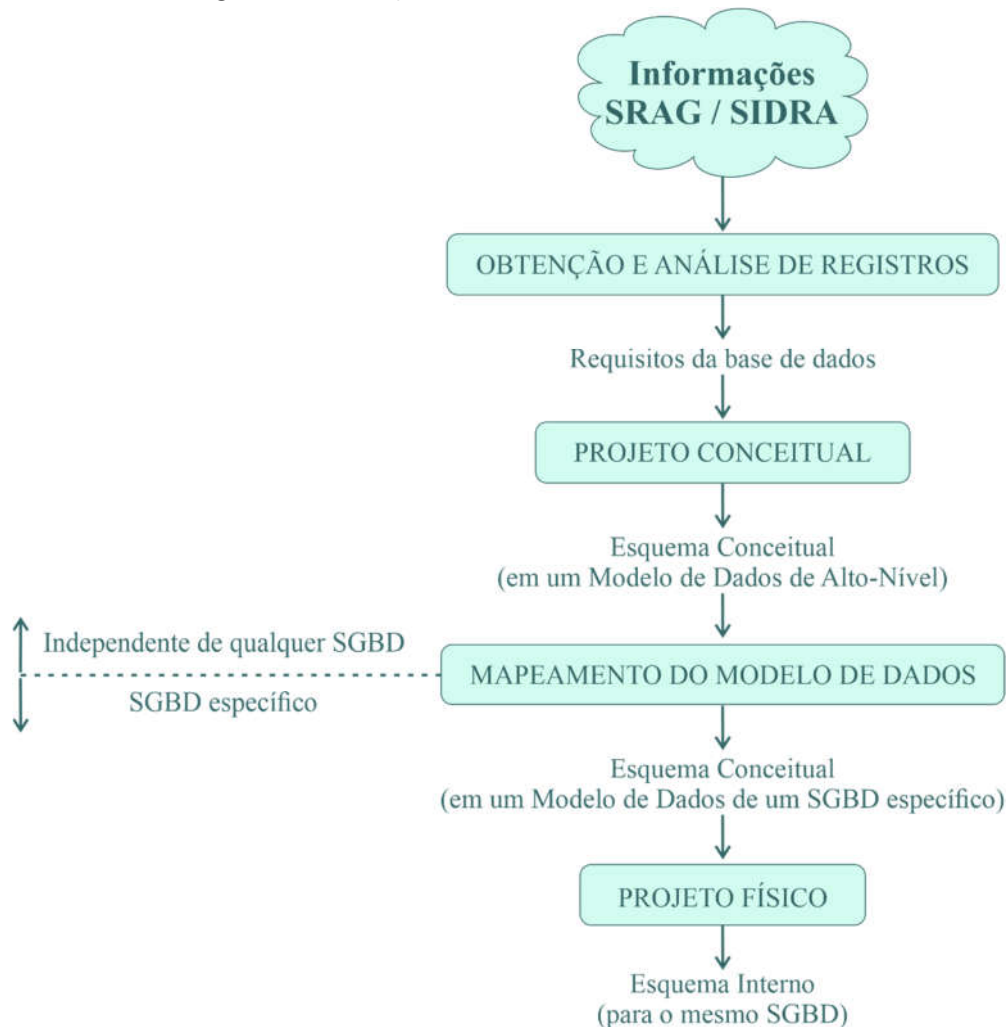 Informações
SRAG / SIDRA
OBTENÇÃO E ANÁLISE DE REGISTROS
Requisitos da base de dados
PROJETO CONCEITUAL
Esquema Conceitual
(em um Modelo de Dados de Alto-Nível)
Independente de qualquer SGBD
MAPEAMENTO DO MODELO DE DADOS
SGBD específico
Esquema Conceitual
(em um Modelo de Dados de um SGBD específico)
PROJETO FÍSICO
Esquema Interno
(para o mesmo SGBD)